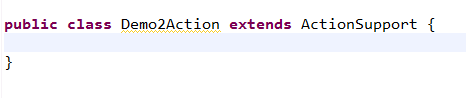 public class Demo2Action extends ActionSupport {
}